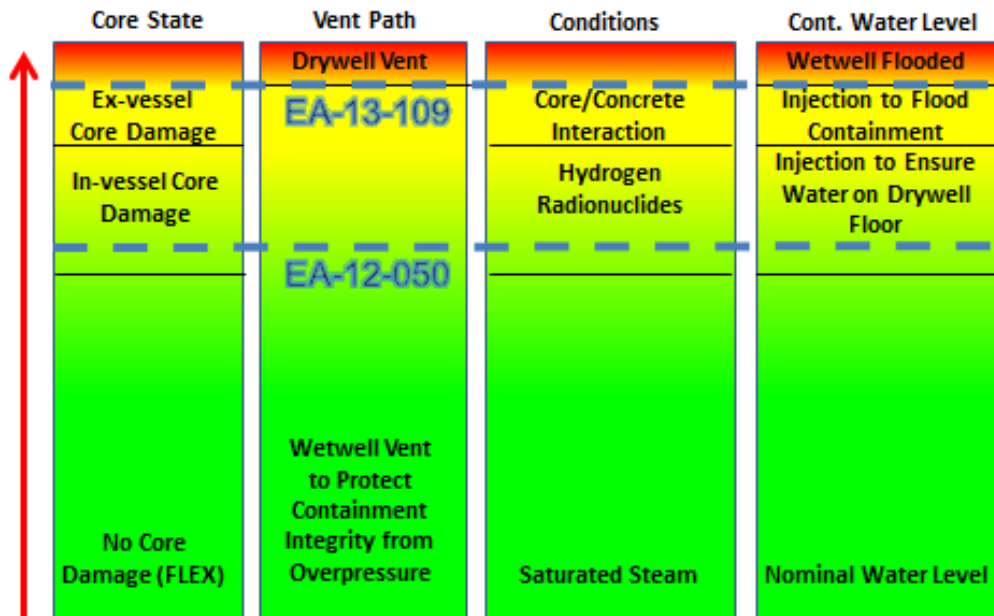 Core State
Vent Path
Conditions
Cont. Water Level
Drywell Vent
Wetwell Flooded
Ex-vessel
Core Damage
EA-13-109
Core/Concrete
Interaction
Injection to Flood
Containment
In-vessel Core
Damage
Hydrogen
Radionuclides
Injection to Ensure
Water on Drywell
Floor
EA-12-050
No Core
Damage (FLEX)
Wetwell Vent
to Protect
Containment
Integrity from
Overpressure
Saturated Steam
Nominal Water Level